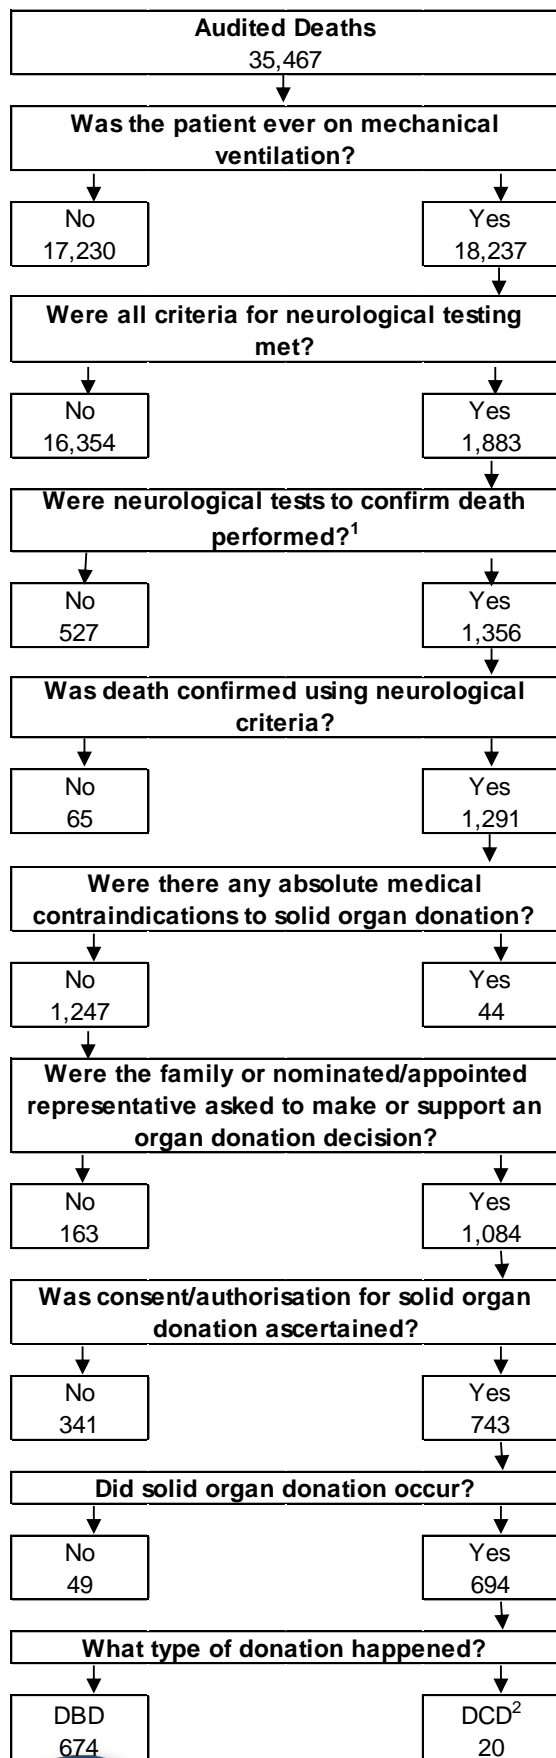 Audited Deaths
35,467
Was the patient ever on mechanical
ventilation?
No
17,230
Yes
18,237
Were all criteria for neurological testing
met?
No
16,354
Yes
1,883
Were neurological tests to confirm death
performed?1
No
527
Yes
1,356
Was death confirmed using neurological
criteria?
No
65
Yes
1,291
Were there any absolute medical
contraindications to solid organ donation?
No
1,247
Yes
44
Were the family or nominated/appointed
representative asked to make or support an
organ donation decision?
No
163
Yes
1,084
Was consent/authorisation for solid organ
donation ascertained?
No
341
Yes
743
Did solid organ donation occur?
No
49
Yes
694
What type of donation happened?
DBD
674
DCD2
20